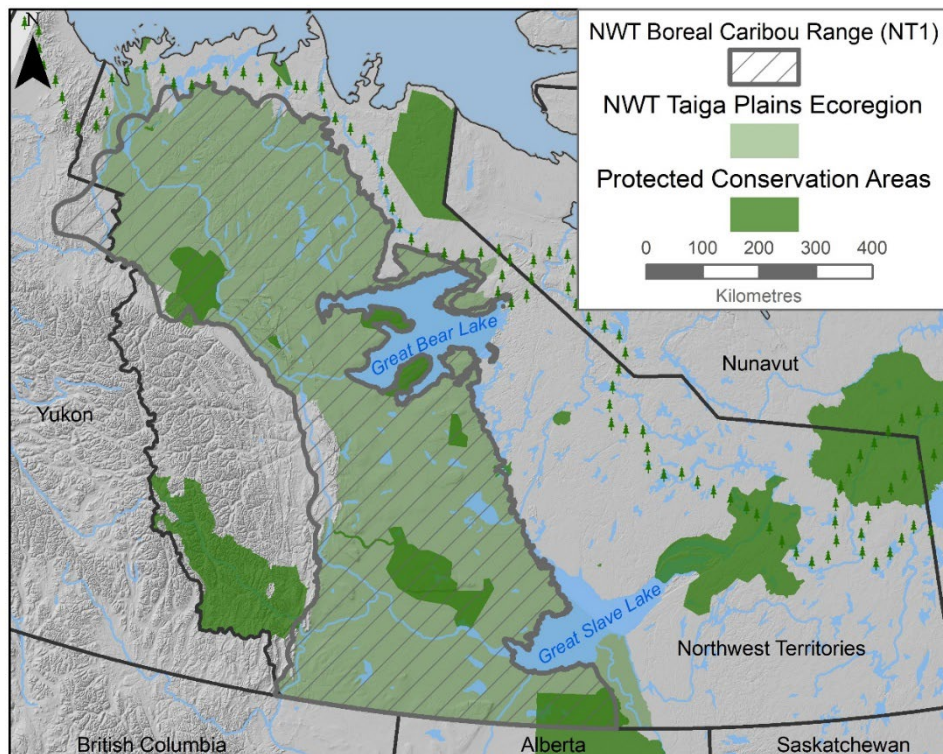 N
NWT Boreal Caribou Range (NT1)
NWT Taiga Plains Ecoregion
Protected Conservation Areas
0 100 200 300 400
Kilometres
Great Bear Lake
Nunavut
Yukon
Great Slave Lake
Northwest Territories
British Columbia
Alberta
Saskatchewan